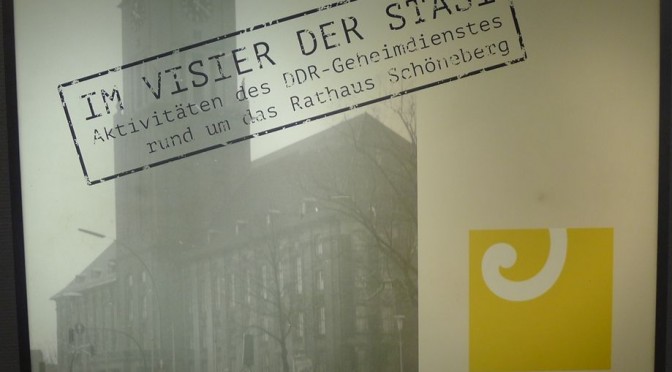 IM VISIER DER STASI
Aktivitäten des DDR-Geheimdienstes
rund um das Rathaus Schöneberg